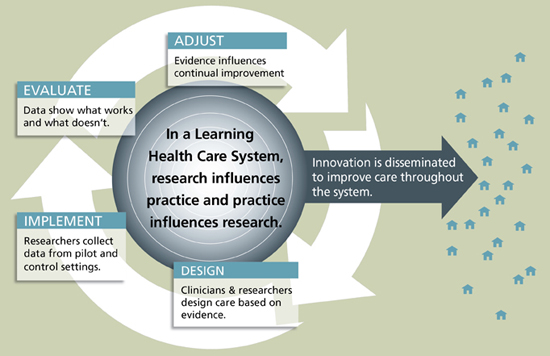 ADJUST
Evidence influences
continual improvement
EVALUATE
Data show what works
and what doesn't.
In a Learning
Health Care System,
research influences
practice and practice
influences research.
Innovation is disseminated
to improve care throughout
the system.
IMPLEMENT
Researchers collect
data from pilot and
control settings.
DESIGN
Clinicians & researchers
design care based on
evidence.